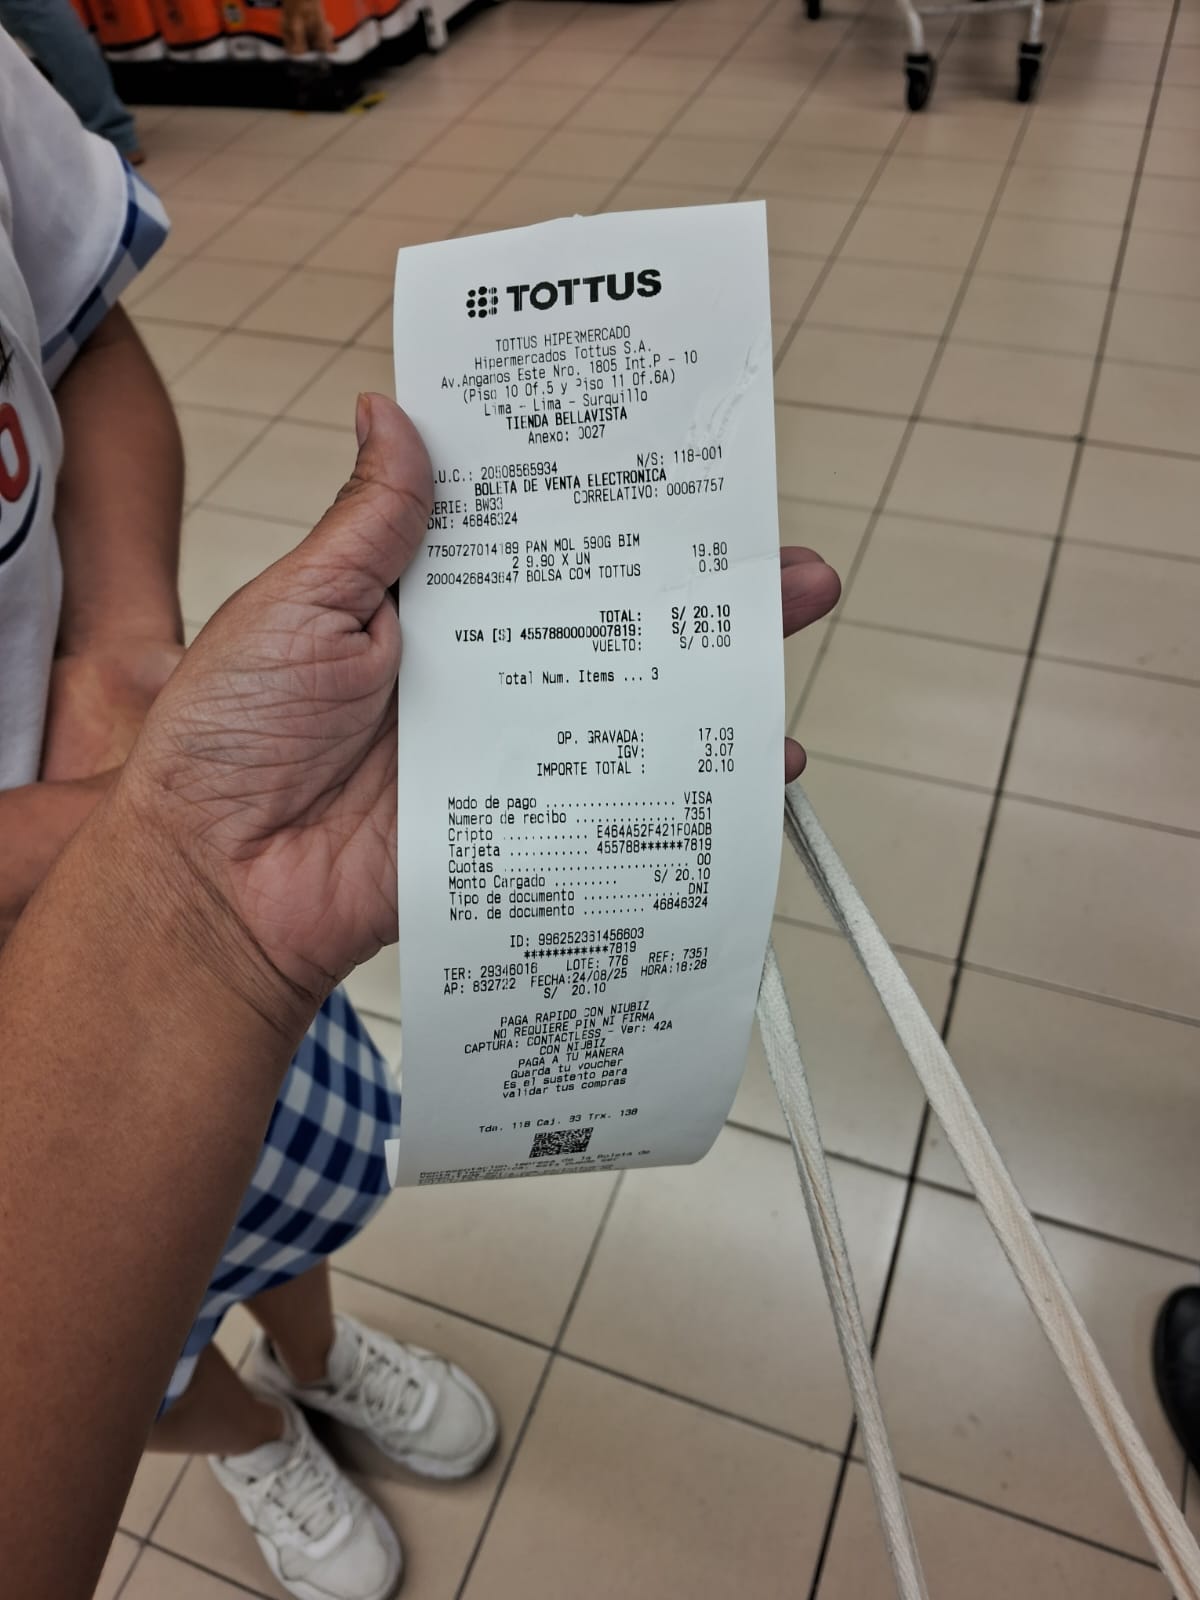 TOTTUS
TOTTUS HIPERMERCADO
Hipermercados Tottus S.A.
Av.Angamos Este Nro. 1805 Int.P - 10
(Piso 10 Of.5 y Piso 11 Of.6A)
Lima - Lima - Surquillo
TIENDA BELLAVISTA
Anexo: 0027
.U.C.: 20508565934 N/S: 118-001
BOLETA DE VENTA ELECTRONICA
ERIE: BW33 CORRELATIVO: 00067757
DNI: 46846324
7750727014189 PAN MOL 590G BIM
2 9.90 X UN 19.80
2000426843647 BOLSA COM TOTTUS 0.30
TOTAL: S/ 20.10
VISA [S] 4557880000007819: S/ 20.10
VUELTO: S/ 0.00
Total Num. Items ... 3
OP. GRAVADA: 17.03
IGV: 3.07
IMPORTE TOTAL : 20.10
Modo de pago ................... VISA
Numero de recibo ............... 7351
Cripto ............ E464A52F421F0ADB
Tarjeta ........... 455788******7819
Cuotas ........................... 00
Monto Cargado ......... S/ 20.10
Tipo de documento .............. DNI
Nro. de documento ......... 46846324
ID: 996252361456603
************7819
TER: 29346016 LOTE: 776 REF: 7351
AP: 832722 FECHA:24/08/25 HORA:18:28
S/ 20.10
PAGA RAPIDO CON NIUBIZ
NO REQUIERE PIN NI FIRMA
CAPTURA: CONTACTLESS - Ver: 42A
CON NIUBIZ
PAGA A TU MANERA
Guarda tu voucher
Es el sustento para
validar tus compras
Tda. 118 Caj. 33 Trx. 138
Representacion impresa de la Boleta de